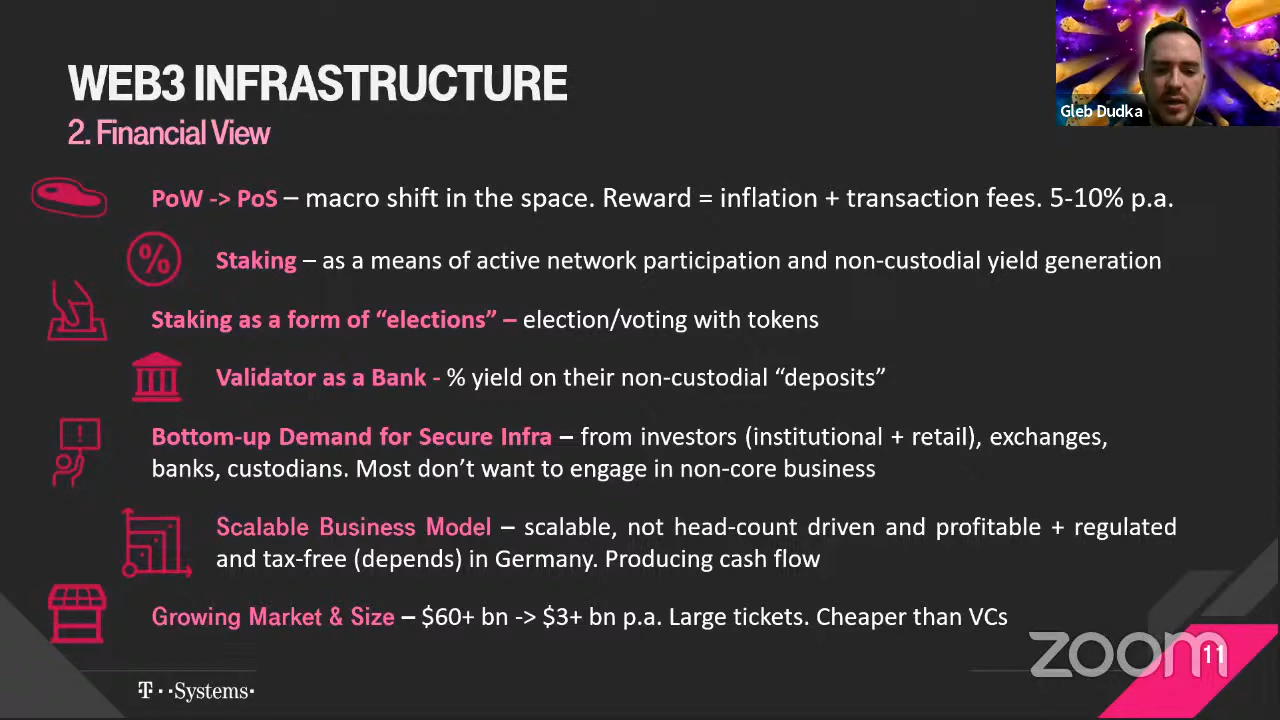 WEB3 INFRASTRUCTURE
2. Financial View
Gleb Dudka
PoW -> PoS – macro shift in the space. Reward = inflation + transaction fees. 5-10% p.a.
%
Staking – as a means of active network participation and non-custodial yield generation
Staking as a form of “elections” – election/voting with tokens
Validator as a Bank - % yield on their non-custodial “deposits”
!
Bottom-up Demand for Secure Infra – from investors (institutional + retail), exchanges,
banks, custodians. Most don’t want to engage in non-core business
Scalable Business Model – scalable, not head-count driven and profitable + regulated
and tax-free (depends) in Germany. Producing cash flow
Growing Market & Size – $60+ bn -> $3+ bn p.a. Large tickets. Cheaper than VCs
zoom
11
T··Systems·